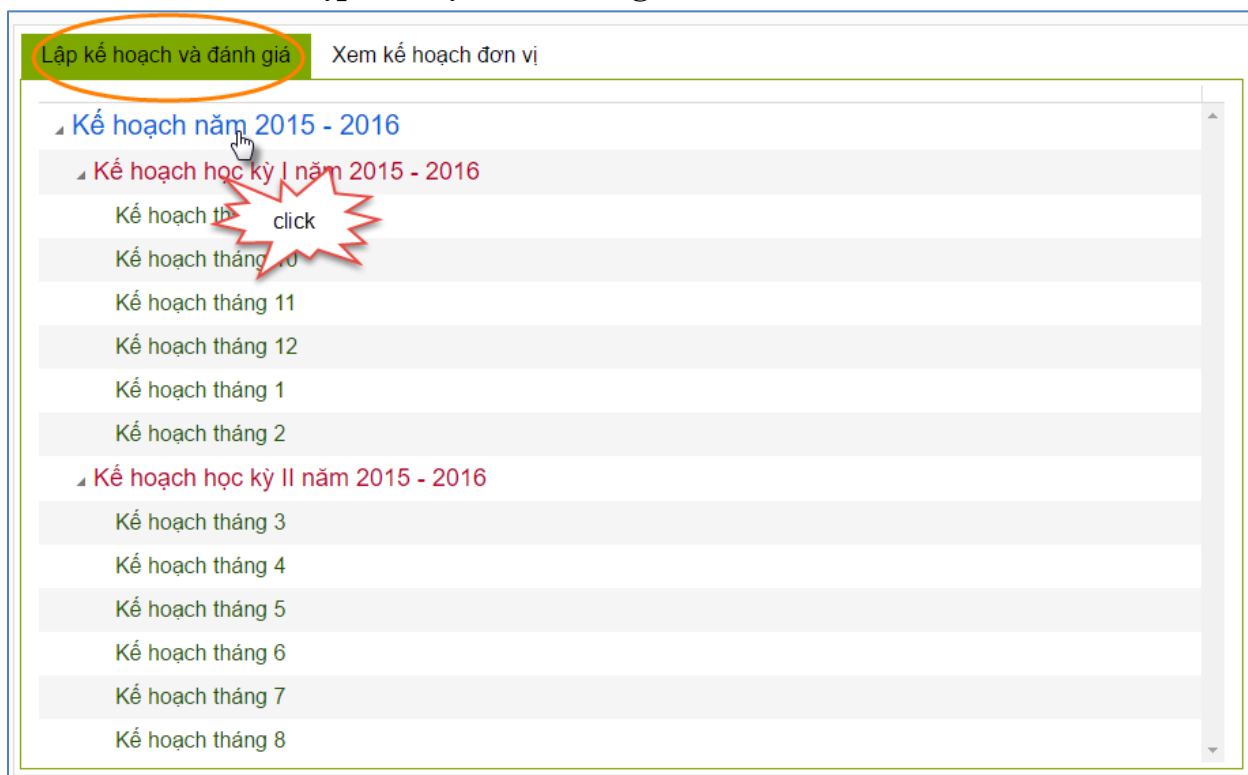 Lập kế hoạch và đánh giá Xem kế hoạch đơn vị
Kế hoạch năm 2015 - 2016
Kế hoạch học kỳ I năm 2015 - 2016
Kế hoạch
click
Kế hoạch tháng 10
Kế hoạch tháng 11
Kế hoạch tháng 12
Kế hoạch tháng 1
Kế hoạch tháng 2
Kế hoạch học kỳ II năm 2015 - 2016
Kế hoạch tháng 3
Kế hoạch tháng 4
Kế hoạch tháng 5
Kế hoạch tháng 6
Kế hoạch tháng 7
Kế hoạch tháng 8